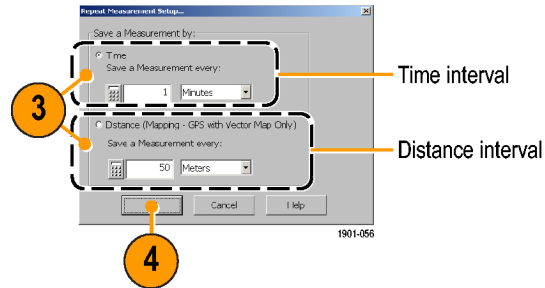 Repeat Measurement Setup...
Save a Measurement by:
Time
Save a Measurement every:
1 Minutes
Time interval
3
Distance (Mapping - GPS with Vector Map Only)
Save a Measurement every:
50 Meters
Distance interval
Cancel Help
1901-056
4